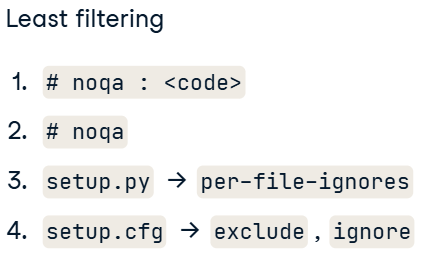 Least filtering
1. # noqa : <code>
2. # noqa
3. setup.py → per-file-ignores
4. setup.cfg → exclude , ignore